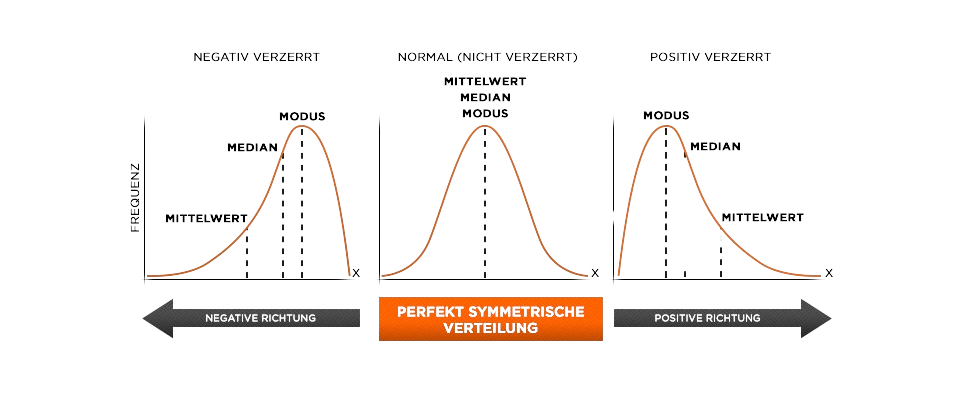 NEGATIV VERZERRT
NORMAL (NICHT VERZERRT)
POSITIV VERZERRT
MITTELWERT
MEDIAN
MODUS
MODUS
MEDIAN
MITTELWERT
FREQUENZ
X
MODUS
MEDIAN
MITTELWERT
X
X
NEGATIVE RICHTUNG
PERFEKT SYMMETRISCHE
VERTEILUNG
POSITIVE RICHTUNG